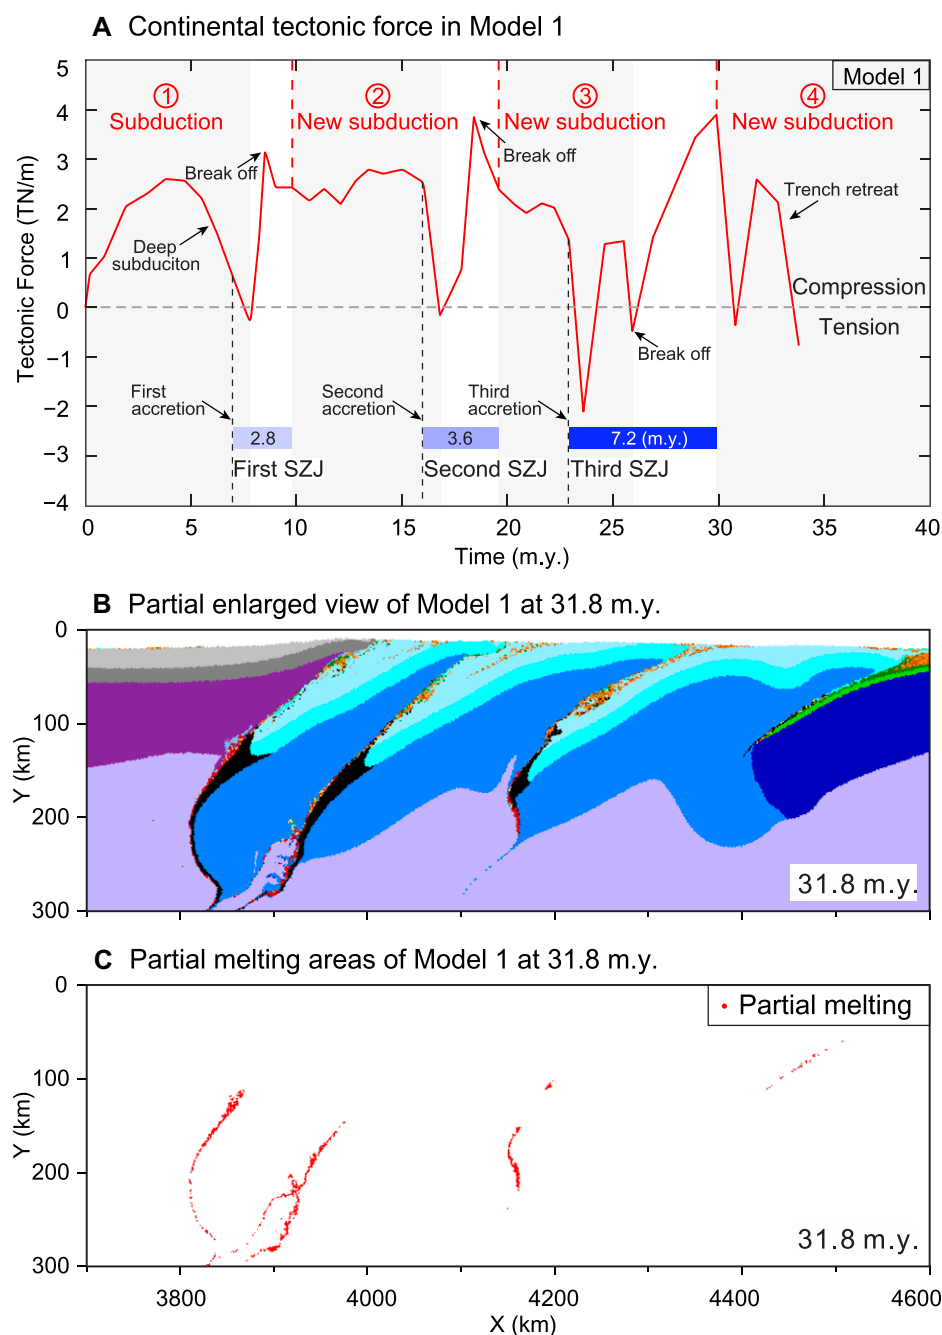 A Continental tectonic force in Model 1
5
4
3
2
1
0
−1
−2
−3
−4
Tectonic Force (TN/m)
Model 1
① ② ③ ④
Subduction New subduction New subduction New subduction
Break off
Break off
Trench retreat
Deep
subduciton
Compression
Tension
Break off
First
accretion
Second
accretion
Third
accretion
2.8 3.6 7.2 (m.y.)
First SZJ Second SZJ Third SZJ
0 5 10 15 20 25 30 35 40
Time (m.y.)
B Partial enlarged view of Model 1 at 31.8 m.y.
0
100
200
300
Y (km)
31.8 m.y.
C Partial melting areas of Model 1 at 31.8 m.y.
0
100
200
300
Y (km)
Partial melting
31.8 m.y.
3800 4000 4200 4400 4600
X (km)